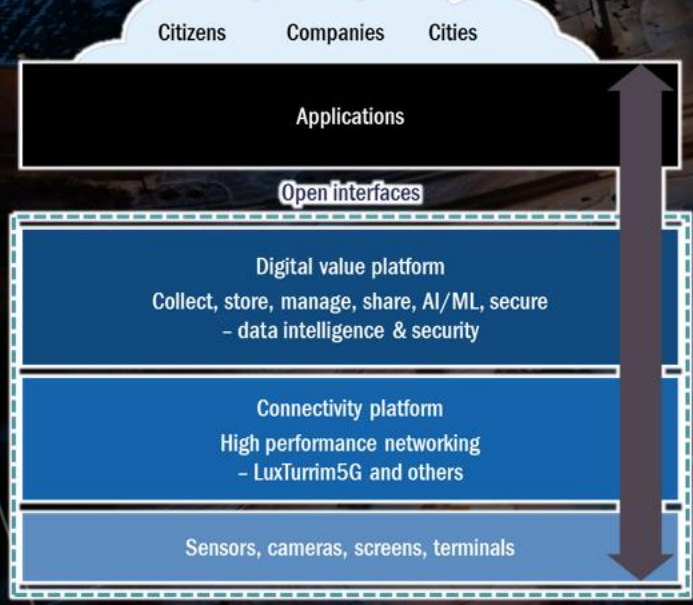 Citizens Companies Cities
Applications
Open interfaces
Digital value platform
Collect, store, manage, share, AI/ML, secure
– data intelligence & security
Connectivity platform
High performance networking
– LuxTurrim5G and others
Sensors, cameras, screens, terminals